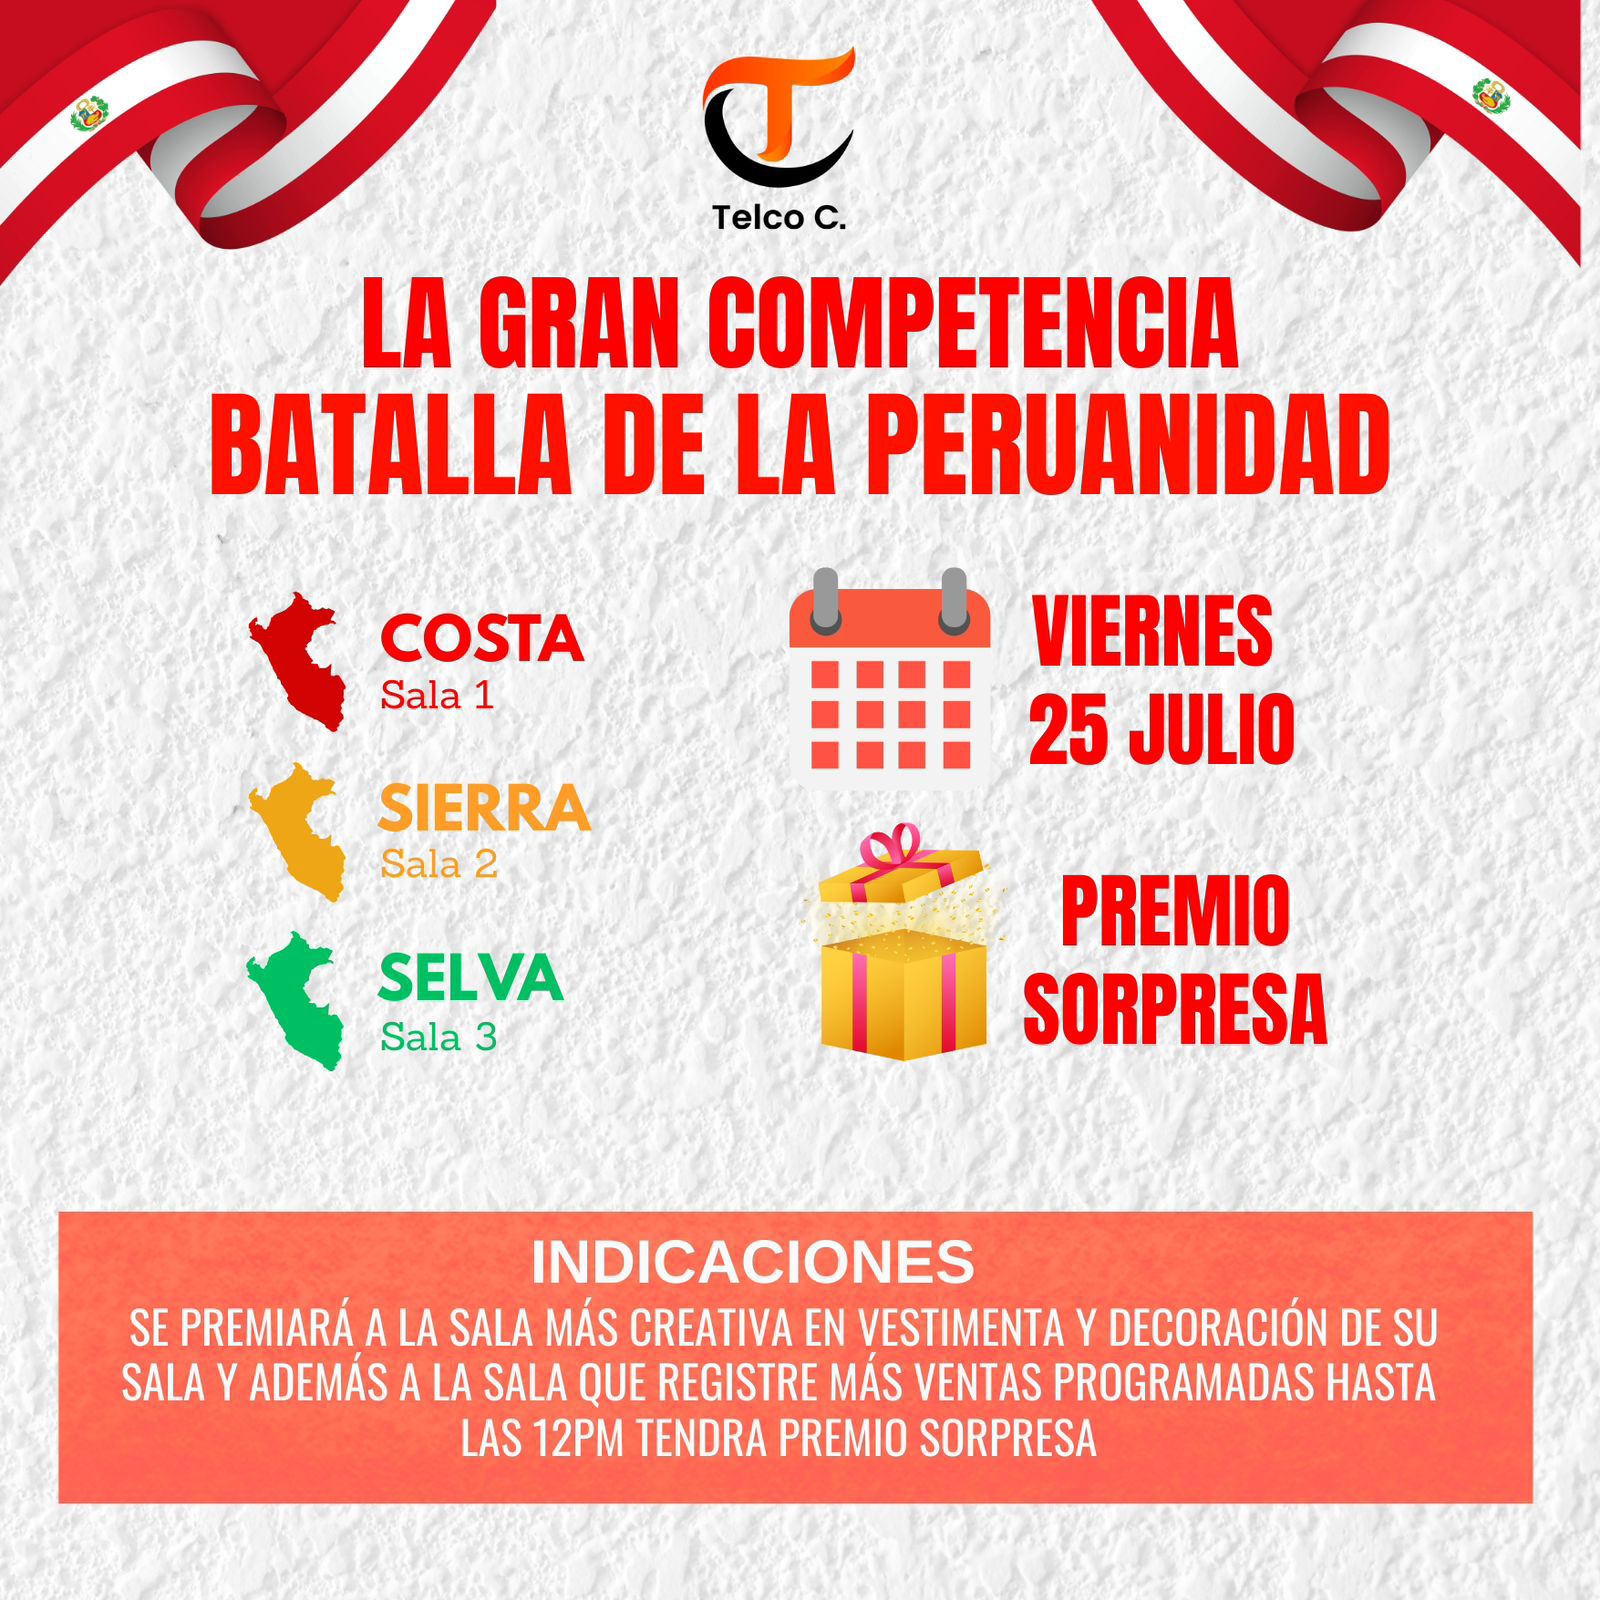 Telco C.
LA GRAN COMPETENCIA
BATALLA DE LA PERUANIDAD
COSTA
Sala 1
SIERRA
Sala 2
SELVA
Sala 3
VIERNES
25 JULIO
PREMIO
SORPRESA
INDICACIONES
SE PREMIARÁ A LA SALA MÁS CREATIVA EN VESTIMENTA Y DECORACIÓN DE SU
SALA Y ADEMÁS A LA SALA QUE REGISTRE MÁS VENTAS PROGRAMADAS HASTA
LAS 12PM TENDRA PREMIO SORPRESA